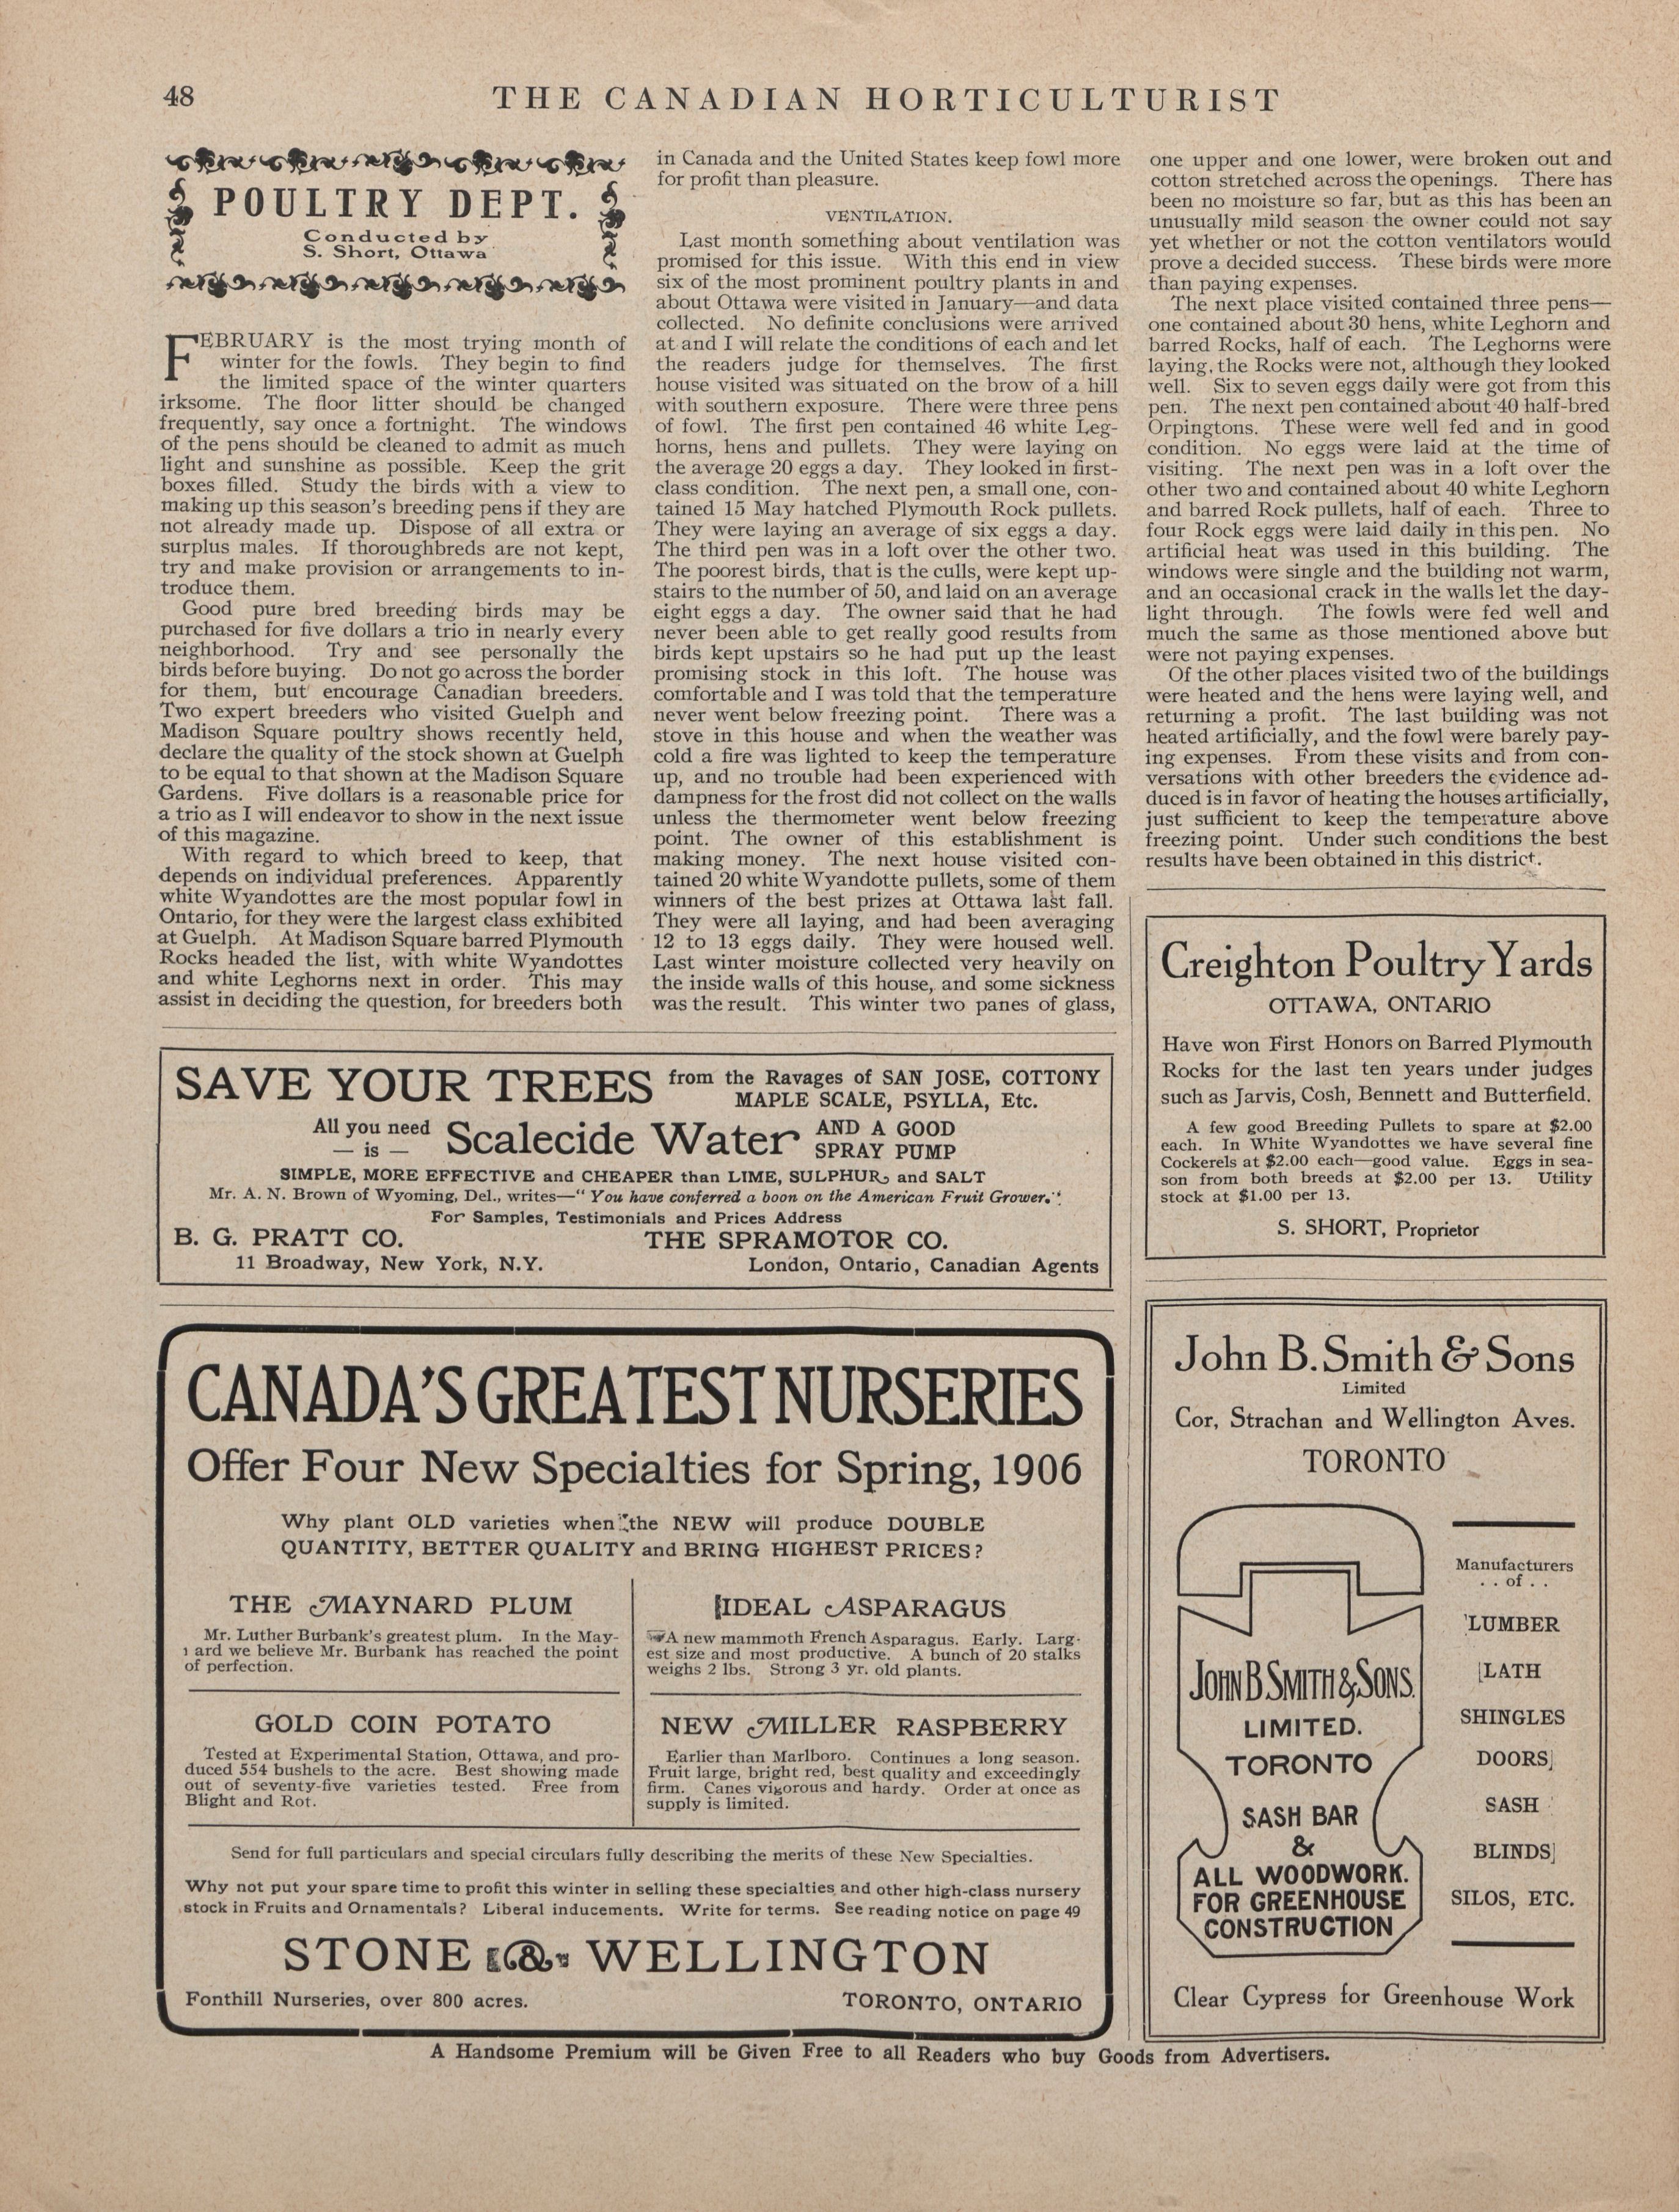 48
THE CANADIAN HORTICULTURIST
POULTRY DEPT.
Conducted by
S. Short, Ottawa
FEBRUARY is the most trying month of
winter for the fowls. They begin to find
the limited space of the winter quarters
irksome. The floor litter should be changed
frequently, say once a fortnight. The windows
of the pens should be cleaned to admit as much
light and sunshine as possible. Keep the grit
boxes filled. Study the birds with a view to
making up this season's breeding pens if they are
not already made up. Dispose of all extra or
surplus males. If thoroughbreds are not kept,
try and make provision or arrangements to in-
troduce them.
Good pure bred breeding birds may be
purchased for five dollars a trio in nearly every
neighborhood. Try and see personally the
birds before buying. Do not go across the border
for them, but encourage Canadian breeders.
Two expert breeders who visited Guelph and
Madison Square poultry shows recently held,
declare the quality of the stock shown at Guelph
to be equal to that shown at the Madison Square
Gardens. Five dollars is a reasonable price for
a trio as I will endeavor to show in the next issue
of this magazine.
With regard to which breed to keep, that
depends on individual preferences. Apparently
white Wyandottes are the most popular fowl in
Ontario, for they were the largest class exhibited
at Guelph. At Madison Square barred Plymouth
Rocks headed the list, with white Wyandottes
and white Leghorns next in order. This may
assist in deciding the question, for breeders both
in Canada and the United States keep fowl more
for profit than pleasure.
VENTILATION.
Last month something about ventilation was
promised for this issue. With this end in view
six of the most prominent poultry plants in and
about Ottawa were visited in January—and data
collected. No definite conclusions were arrived
at and I will relate the conditions of each and let
the readers judge for themselves. The first
house visited was situated on the brow of a hill
with southern exposure. There were three pens
of fowl. The first pen contained 46 white Leg-
horns, hens and pullets. They were laying on
the average 20 eggs a day. They looked in first-
class condition. The next pen, a small one, con-
tained 15 May hatched Plymouth Rock pullets.
They were laying an average of six eggs a day.
The third pen was in a loft over the other two.
The poorest birds, that is the culls, were kept up-
stairs to the number of 50, and laid on an average
eight eggs a day. The owner said that he had
never been able to get really good results from
birds kept upstairs so he had put up the least
promising stock in this loft. The house was
comfortable and I was told that the temperature
never went below freezing point. There was a
stove in this house and when the weather was
cold a fire was lighted to keep the temperature
up, and no trouble had been experienced with
dampness for the frost did not collect on the walls
unless the thermometer went below freezing
point. The owner of this establishment is
making money. The next house visited con-
tained 20 white Wyandotte pullets, some of them
winners of the best prizes at Ottawa last fall.
They were all laying, and had been averaging
12 to 13 eggs daily. They were housed well.
Last winter moisture collected very heavily on
the inside walls of this house, and some sickness
was the result. This winter two panes of glass,
one upper and one lower, were broken out and
cotton stretched across the openings. There has
been no moisture so far, but as this has been an
unusually mild season the owner could not say
yet whether or not the cotton ventilators would
prove a decided success. These birds were more
than paying expenses.
The next place visited contained three pens—
one contained about 30 hens, white Leghorn and
barred Rocks, half of each. The Leghorns were
laying, the Rocks were not, although they looked
well. Six to seven eggs daily were got from this
pen. The next pen contained about 40 half-bred
Orpingtons. These were well fed and in good
condition. No eggs were laid at the time of
visiting. The next pen was in a loft over the
other two and contained about 40 white Leghorn
and barred Rock pullets, half of each. Three to
four Rock eggs were laid daily in this pen. No
artificial heat was used in this building. The
windows were single and the building not warm,
and an occasional crack in the walls let the day-
light through. The fowls were fed well and
much the same as those mentioned above but
were not paying expenses.
Of the other places visited two of the buildings
were heated and the hens were laying well, and
returning a profit. The last building was not
heated artificially, and the fowl were barely pay-
ing expenses. From these visits and from con-
versations with other breeders the evidence ad-
duced is in favor of heating the houses artificially,
just sufficient to keep the temperature above
freezing point. Under such conditions the best
results have been obtained in this district.
SAVE YOUR TREES from the Ravages of SAN JOSE, COTTONY
MAPLE SCALE, PSYLLA, Etc.
All you need
— is —
Scalecide Water
AND A GOOD
SPRAY PUMP
SIMPLE, MORE EFFECTIVE and CHEAPER than LIME, SULPHUR, and SALT
Mr. A. N. Brown of Wyoming, Del., writes—"You have conferred a boon on the American Fruit Grower."
For Samples, Testimonials and Prices Address
B. G. PRATT CO.
11 Broadway, New York, N.Y.
THE SPRAMOTOR CO.
London, Ontario, Canadian Agents
CANADA'S GREATEST NURSERIES
Offer Four New Specialties for Spring, 1906
Why plant OLD varieties when the NEW will produce DOUBLE
QUANTITY, BETTER QUALITY and BRING HIGHEST PRICES?
THE MAYNARD PLUM
Mr. Luther Burbank's greatest plum. In the May-
ard we believe Mr. Burbank has reached the point
of perfection.
IDEAL ASPARAGUS
A new mammoth French Asparagus. Early. Larg-
est size and most productive. A bunch of 20 stalks
weighs 2 lbs. Strong 3 yr. old plants.
GOLD COIN POTATO
Tested at Experimental Station, Ottawa, and pro-
duced 554 bushels to the acre. Best showing made
out of seventy-five varieties tested. Free from
Blight and Rot.
NEW MILLER RASPBERRY
Earlier than Marlboro. Continues a long season.
Fruit large, bright red, best quality and exceedingly
firm. Canes vigorous and hardy. Order at once as
supply is limited.
Send for full particulars and special circulars fully describing the merits of these New Specialties.
Why not put your spare time to profit this winter in selling these specialties and other high-class nursery
stock in Fruits and Ornamentals? Liberal inducements. Write for terms. See reading notice on page 49
STONE & WELLINGTON
Fonthill Nurseries, over 800 acres.
TORONTO, ONTARIO
Creighton Poultry Yards
OTTAWA, ONTARIO
Have won First Honors on Barred Plymouth
Rocks for the last ten years under judges
such as Jarvis, Cosh, Bennett and Butterfield.
A few good Breeding Pullets to spare at $2.00
each. In White Wyandottes we have several fine
Cockerels at $2.00 each—good value. Eggs in sea-
son from both breeds at $2.00 per 13. Utility
stock at $1.00 per 13.
S. SHORT, Proprietor
John B. Smith & Sons
Limited
Cor, Strachan and Wellington Aves.
TORONTO
JOHN B SMITH & SONS.
LIMITED.
TORONTO
SASH BAR
&
ALL WOODWORK.
FOR GREENHOUSE
CONSTRUCTION
Manufacturers
. . of . .
LUMBER
LATH
SHINGLES
DOORS
SASH
BLINDS
SILOS, ETC.
Clear Cypress for Greenhouse Work
A Handsome Premium will be Given Free to all Readers who buy Goods from Advertisers.